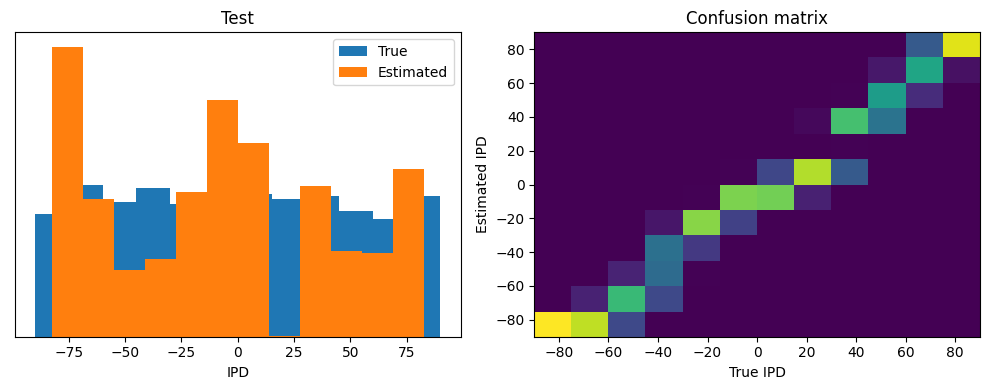 Test
True
Estimated
−75 −50 −25 0 25 50 75
IPD
Confusion matrix
Estimated IPD
80
60
40
20
0
−20
−40
−60
−80
−80 −60 −40 −20 0 20 40 60 80
True IPD